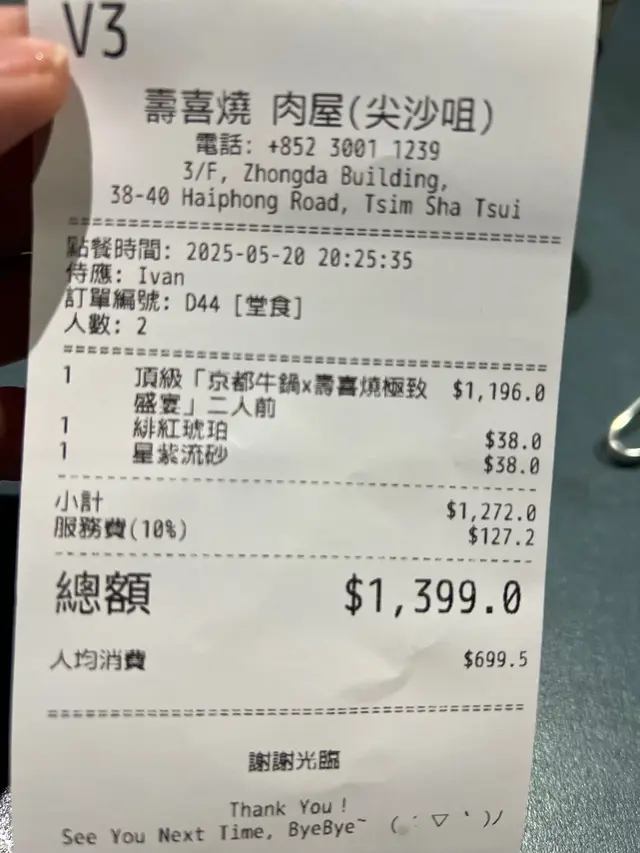 V3
壽喜燒 肉屋(尖沙咀)
電話: +852 3001 1239
3/F, Zhongda Building,
38-40 Haiphong Road, Tsim Sha Tsui
點餐時間: 2025-05-20 20:25:35
侍應: Ivan
訂單編號: D44 [堂食]
人數: 2
1 頂級「京都牛鍋x壽喜燒極致 $1,196.0
盛宴」二人前
1 緋紅琥珀 $38.0
1 星紫流砂 $38.0
小計 $1,272.0
服務費(10%) $127.2
總額 $1,399.0
人均消費 $699.5
謝謝光臨
Thank You !
See You Next Time, ByeBye~ ( : ▽ ` )/